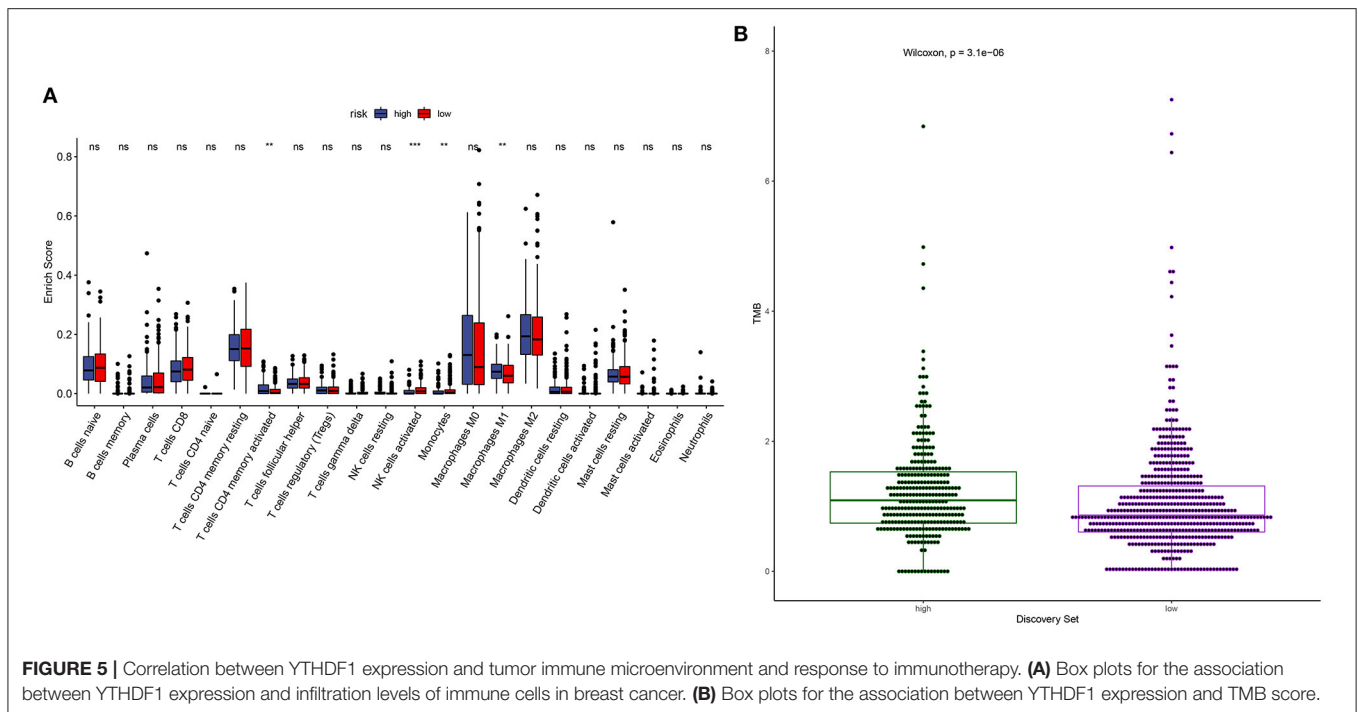 A
risk high low
ns ns ns ns ns ns ** ns ns ns ns *** ** ns ** ns ns ns ns ns ns ns
Enrich Score
0.8
0.6
0.4
0.2
0.0
B cells naive
B cells memory
Plasma cells
T cells CD8
T cells CD4 naive
T cells CD4 memory resting
T cells CD4 memory activated
T cells follicular helper
T cells regulatory (Tregs)
T cells gamma delta
NK cells resting
NK cells activated
Monocytes
Macrophages M0
Macrophages M1
Macrophages M2
Dendritic cells resting
Dendritic cells activated
Mast cells resting
Mast cells activated
Eosinophils
Neutrophils
B
Wilcoxon, p = 3.1e−06
TMB
8
6
4
2
0
high low
Discovery Set
FIGURE 5 | Correlation between YTHDF1 expression and tumor immune microenvironment and response to immunotherapy. (A) Box plots for the association
between YTHDF1 expression and infiltration levels of immune cells in breast cancer. (B) Box plots for the association between YTHDF1 expression and TMB score.